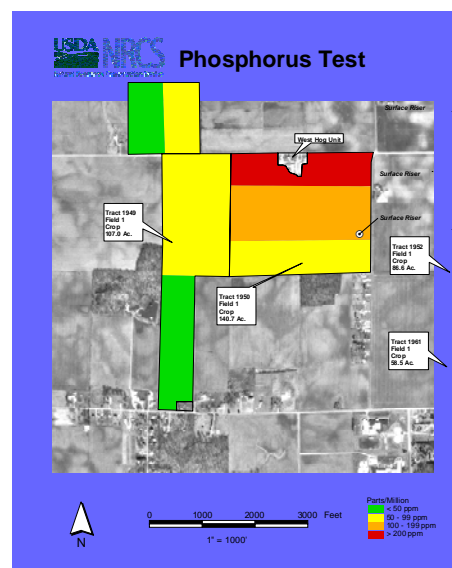 USDA NRCS
Phosphorus Test
Surface Riser
West Hog Unit
Surface Riser
Tract 1949
Field 1
Crop
107.0 Ac.
Surface Riser
Tract 1952
Field 1
Crop
86.6 Ac.
Tract 1950
Field 1
Crop
140.7 Ac.
Tract 1961
Field 1
Crop
58.5 Ac.
Parts/Million
< 50 ppm
50 - 99 ppm
100 - 199 ppm
> 200 ppm
0 1000 2000 3000 Feet
N
1" = 1000'